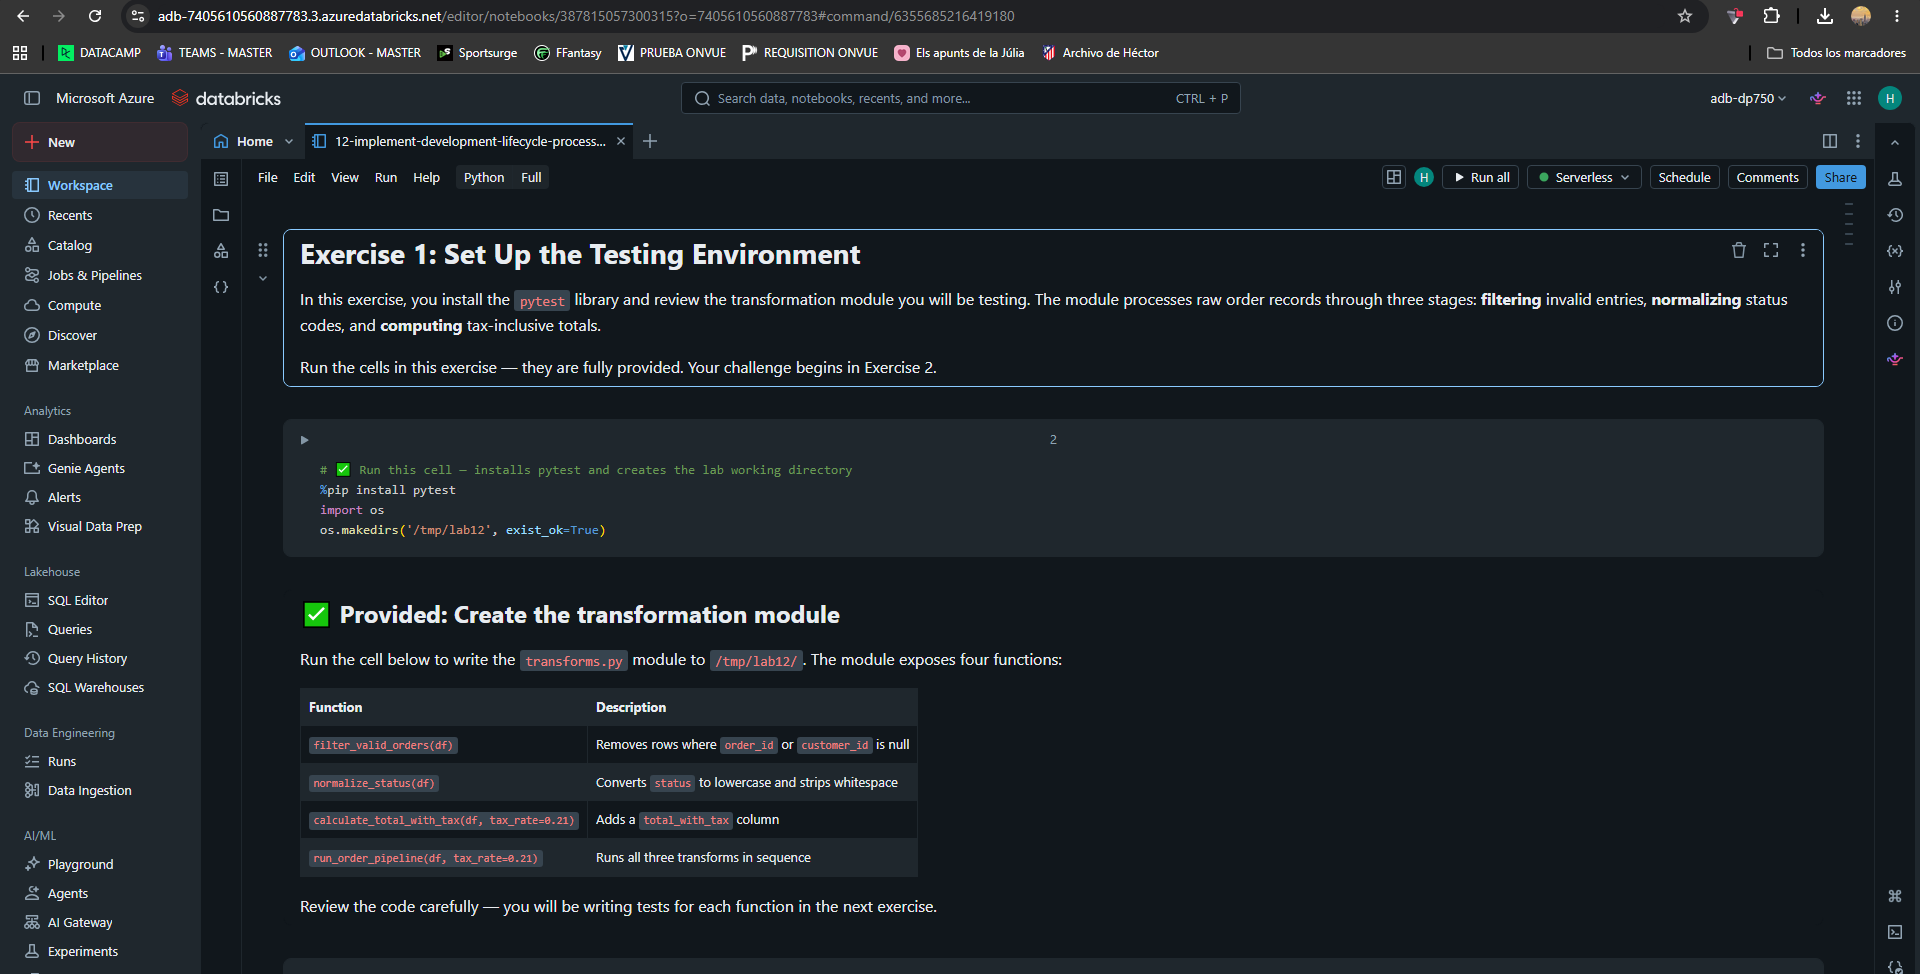 adb-7405610560887783.3.azuredatabricks.net/editor/notebooks/387815057300315?o=7405610560887783#command/6355685216419180
DATACAMP
TEAMS - MASTER
OUTLOOK - MASTER
Sportsurge
FFantasy
PRUEBA ONVUE
REQUISITION ONVUE
Els apunts de la Júlia
Archivo de Héctor
Todos los marcadores
Microsoft Azure
databricks
Search data, notebooks, recents, and more...
CTRL + P
adb-dp750
H
New
Workspace
Recents
Catalog
Jobs & Pipelines
Compute
Discover
Marketplace
Analytics
Dashboards
Genie Agents
Alerts
Visual Data Prep
Lakehouse
SQL Editor
Queries
Query History
SQL Warehouses
Data Engineering
Runs
Data Ingestion
AI/ML
Playground
Agents
AI Gateway
Experiments
Home
12-implement-development-lifecycle-process...
File Edit View Run Help Python Full
H
Run all
Serverless
Schedule
Comments
Share
Exercise 1: Set Up the Testing Environment
In this exercise, you install the pytest library and review the transformation module you will be testing. The module processes raw order records through three stages: filtering invalid entries, normalizing status
codes, and computing tax-inclusive totals.
Run the cells in this exercise — they are fully provided. Your challenge begins in Exercise 2.
2
# ✅ Run this cell — installs pytest and creates the lab working directory
%pip install pytest
import os
os.makedirs('/tmp/lab12', exist_ok=True)
✅ Provided: Create the transformation module
Run the cell below to write the transforms.py module to /tmp/lab12/. The module exposes four functions:
Function Description
filter_valid_orders(df) Removes rows where order_id or customer_id is null
normalize_status(df) Converts status to lowercase and strips whitespace
calculate_total_with_tax(df, tax_rate=0.21) Adds a total_with_tax column
run_order_pipeline(df, tax_rate=0.21) Runs all three transforms in sequence
Review the code carefully — you will be writing tests for each function in the next exercise.